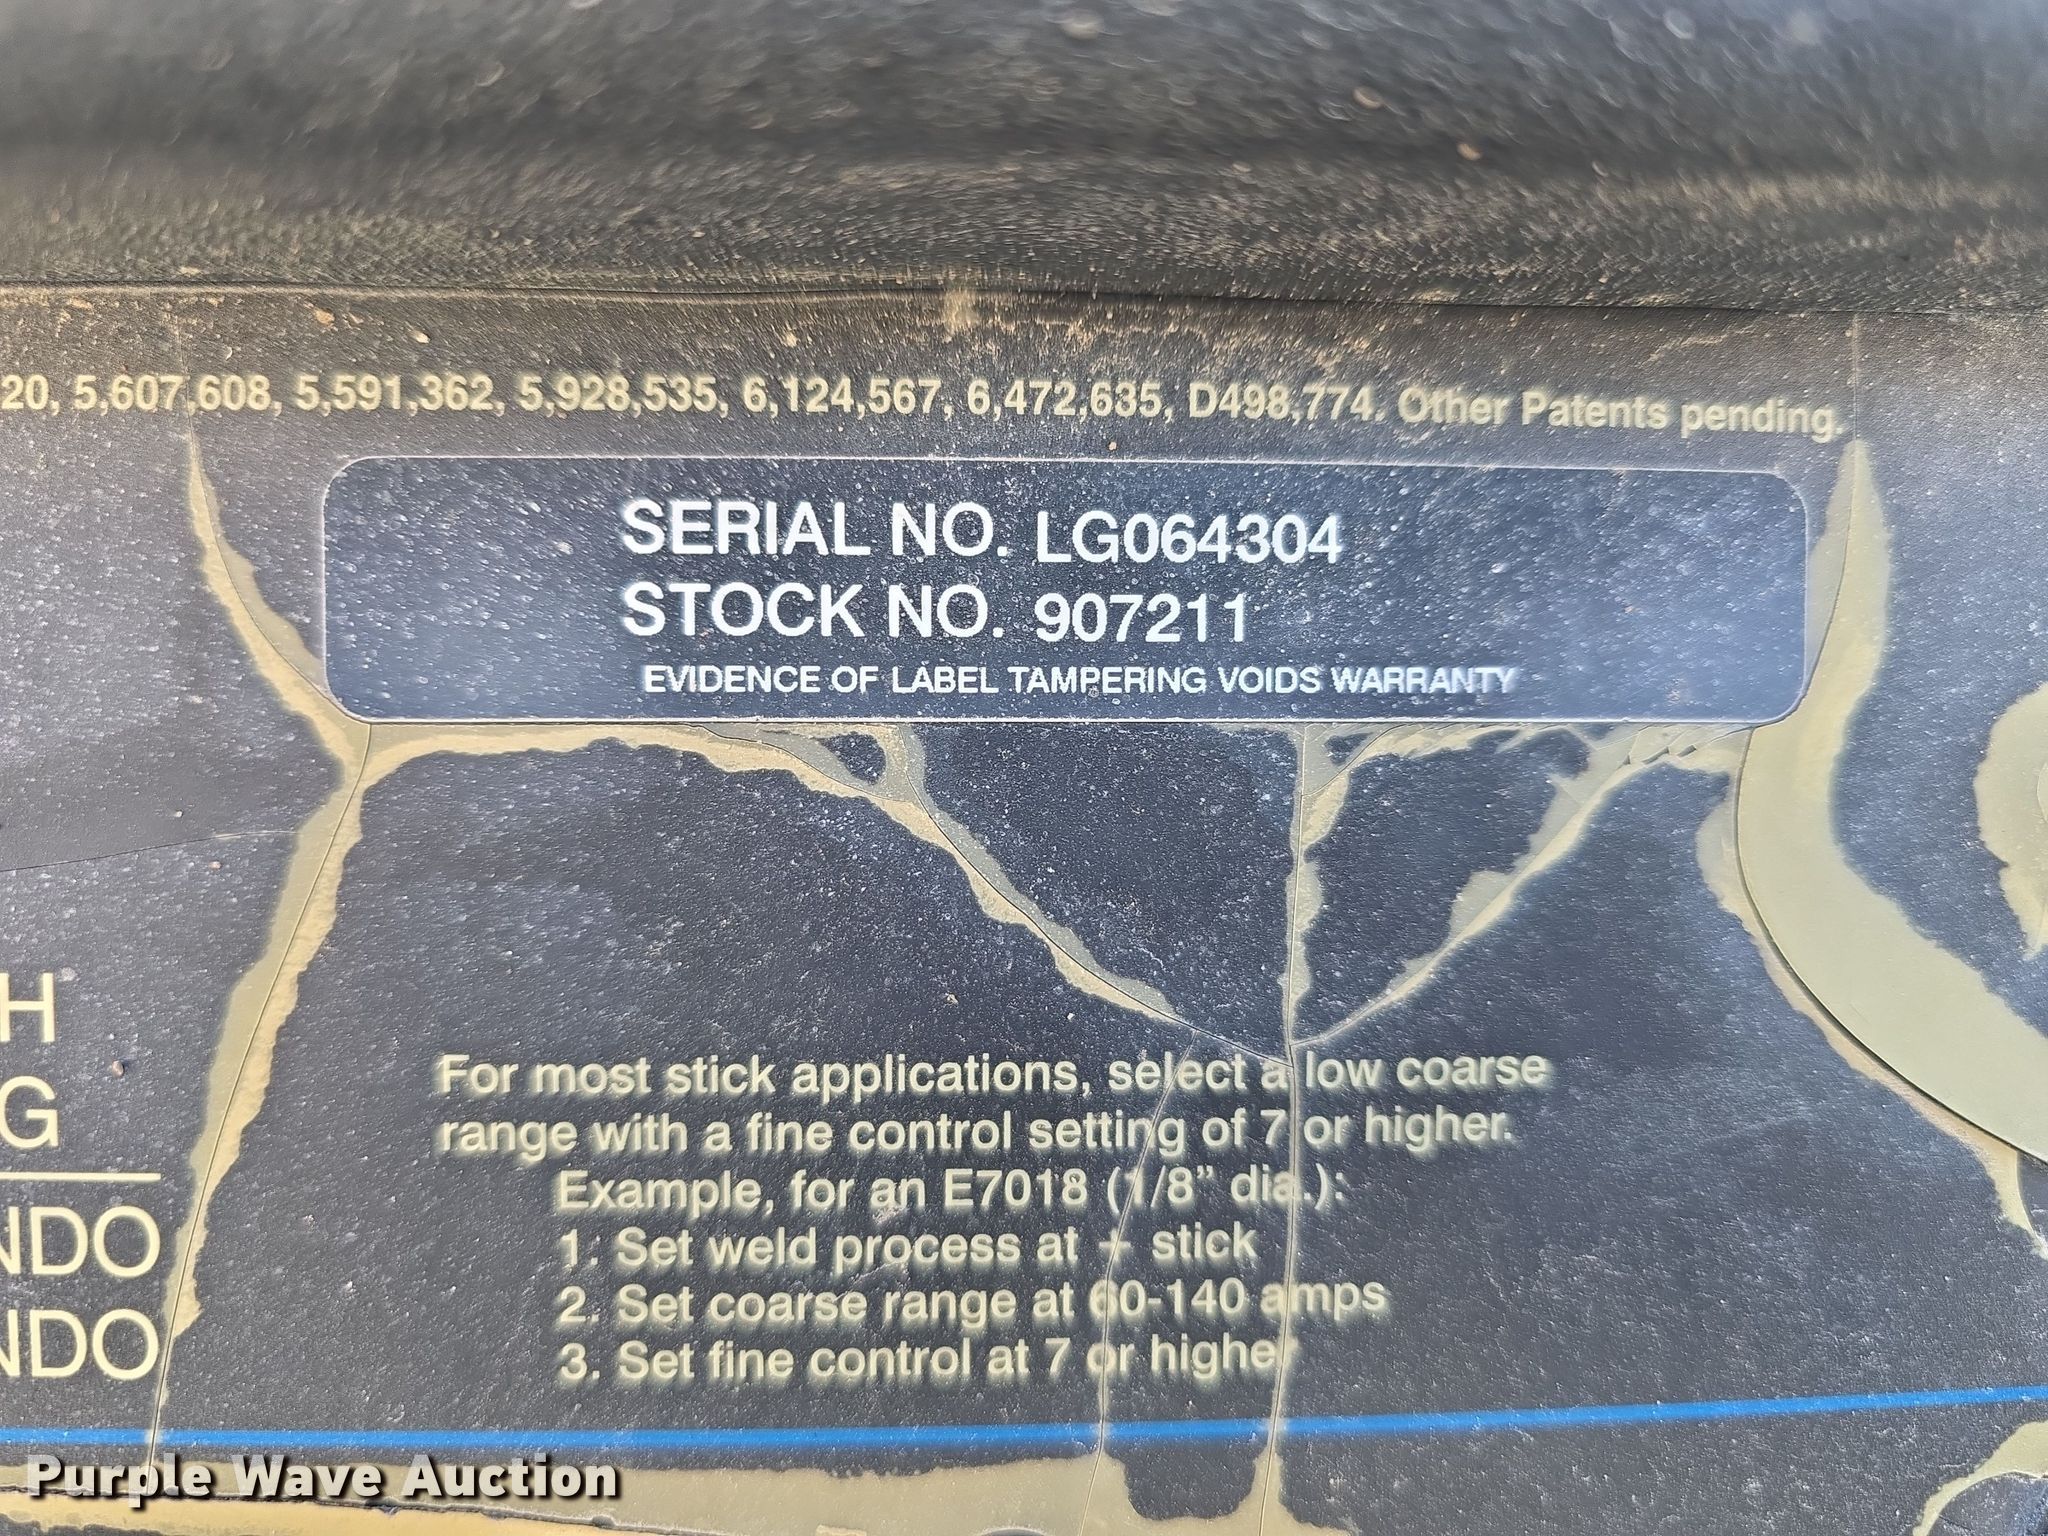 20, 5,607,608, 5,591,362, 5,928,535, 6,124,567, 6,472,635, D498,774. Other Patents pending.
SERIAL NO. LG064304
STOCK NO. 907211
EVIDENCE OF LABEL TAMPERING VOIDS WARRANTY
H
G
NDO
NDO
For most stick applications, select a low coarse
range with a fine control setting of 7 or higher.
Example, for an E7018 (1/8” dia.):
1. Set weld process at + stick
2. Set coarse range at 60-140 amps
3. Set fine control at 7 or higher
Purple Wave Auction